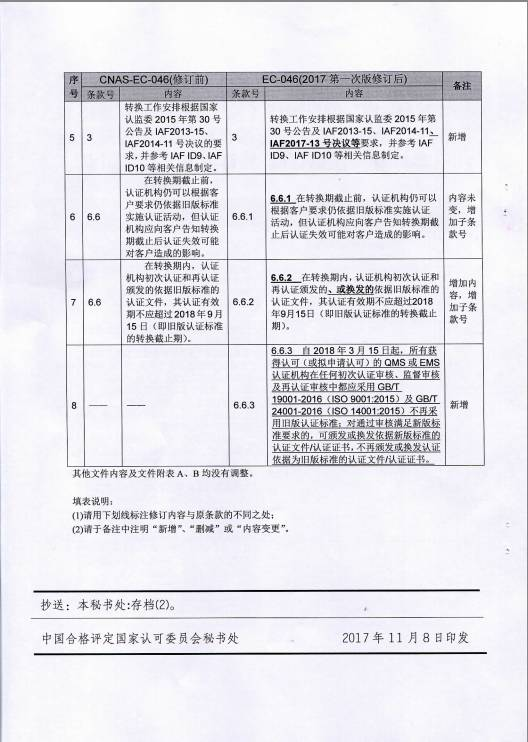 序号 CNAS-EC-046(修订前) EC-046(2017 第一次版修订后) 备注
条款号 内容 条款号 内容
5 3
转换工作安排根据国家
认监委 2015 年第 30 号
公告及 IAF2013-15、
IAF2014-11 号决议的要
求，并参考 IAF ID9、IAF
ID10 等相关信息制定。
3
转换工作安排根据国家认监委 2015 年第
30 号公告及 IAF2013-15、IAF2014-11、
IAF2017-13 号决议等要求，并参考 IAF
ID9、IAF ID10 等相关信息制定。
新增
6 6.6
在转换期截止前，
认证机构仍可以根据客
户要求仍依据旧版标准
实施认证活动，但认证
机构应向客户告知转换
期截止后认证失效可能
对客户造成的影响。
6.6.1
6.6.1 在转换期截止前，认证机构仍可以
根据客户要求仍依据旧版标准实施认证
活动，但认证机构应向客户告知转换期截
止后认证失效可能对客户造成的影响。
内容未
变，增
加子条
款号
7 6.6
在转换期内，认证
机构初次认证和再认证
颁发的依据旧版标准的
认证文件，其认证有效
期不应超过 2018 年 9 月
15 日（即旧版认证标准
的转换截止期）。
6.6.2
6.6.2 在转换期内，认证机构初次认证和
再认证颁发的、或换发的依据旧版标准的
认证文件，其认证有效期不应超过2018
年9月15日（即旧版认证标准的转换截止
期）。
增加内
容，增
加子条
款号
8 —— ——
6.6.3
6.6.3 自 2018 年 3 月 15 日起，所有获
得认可（或拟申请认可）的 QMS 或 EMS
认证机构在任何初次认证审核、监督审核
及再认证审核中都应采用 GB/T
19001-2016（ISO 9001:2015）及 GB/T
24001-2016（ISO 14001:2015）不再采
用旧版认证标准；对通过审核满足新版标
准要求的，可颁发或换发依据新版标准的
认证文件/认证证书，不再颁发或换发认证
依据为旧版标准的认证文件/认证证书。
新增
其他文件内容及文件附表 A、B 均没有调整。
填表说明：
(1)请用下划线标注修订内容与原条款的不同之处；
(2)请于备注中注明“新增”、“删减”或“内容变更”。
抄送：本秘书处:存档(2)。
中国合格评定国家认可委员会秘书处 2017 年 11 月 8 日印发